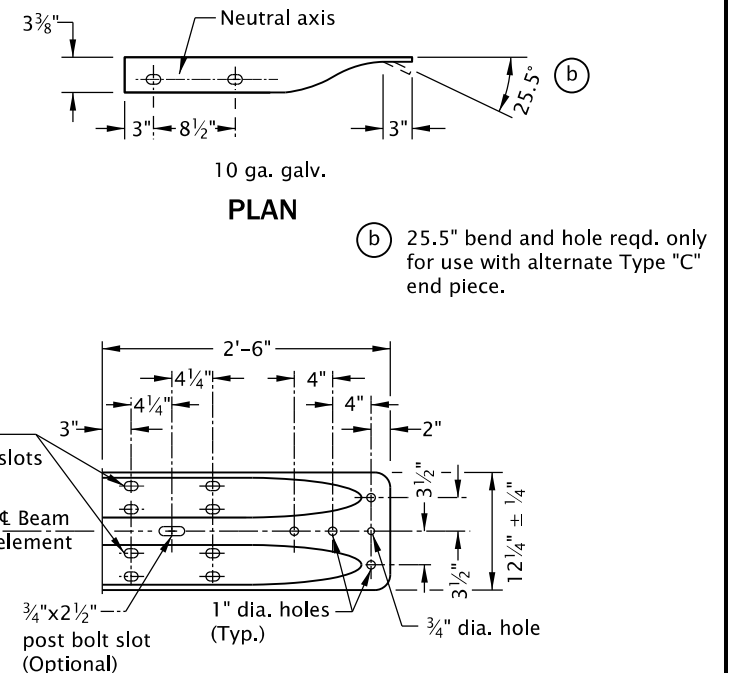 Neutral axis
3⅜"
25.5°
b
3"
8½"
3"
10 ga. galv.
PLAN
b 25.5" bend and hole reqd. only
for use with alternate Type "C"
end piece.
2'-6"
4¼"
4"
4¼"
4"
3"
2"
slots
3½"
℄ Beam
element
12¼" ± ¼"
3½"
¾"x2½"
post bolt slot
(Optional)
1" dia. holes
(Typ.)
¾" dia. hole